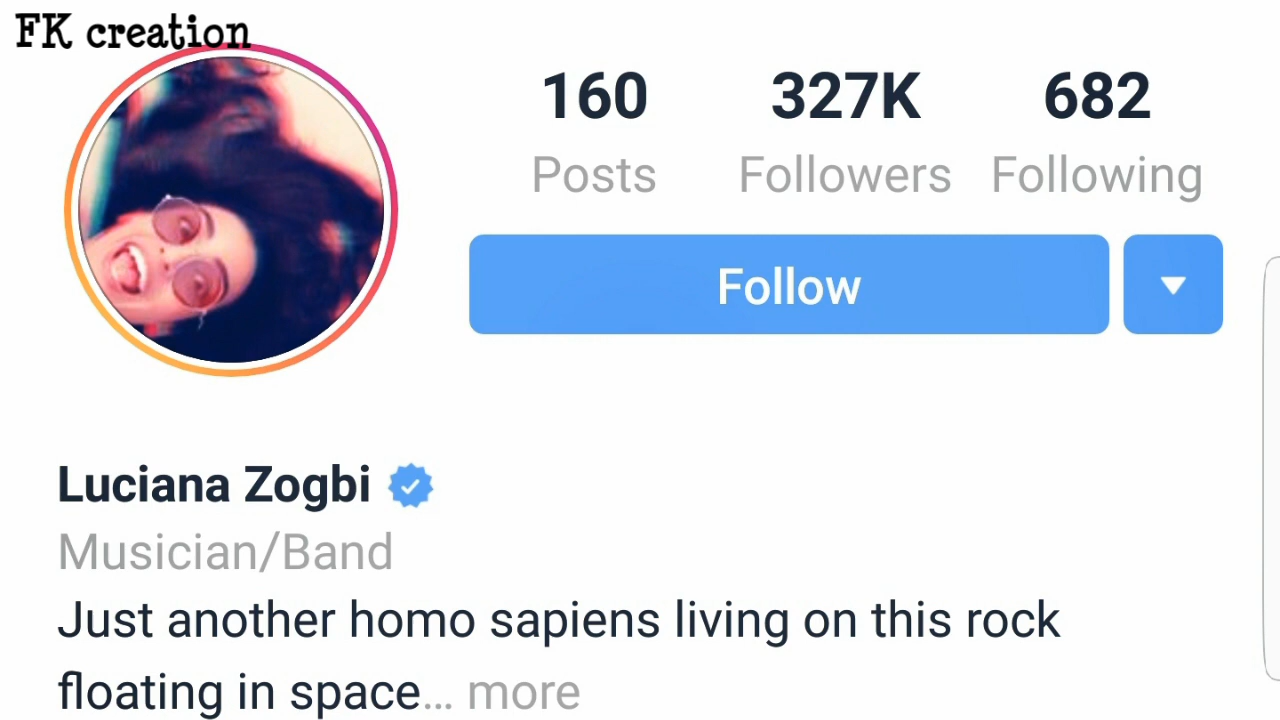 FK creation
160 327K 682
Posts Followers Following
Follow
Luciana Zogbi
Musician/Band
Just another homo sapiens living on this rock
floating in space... more